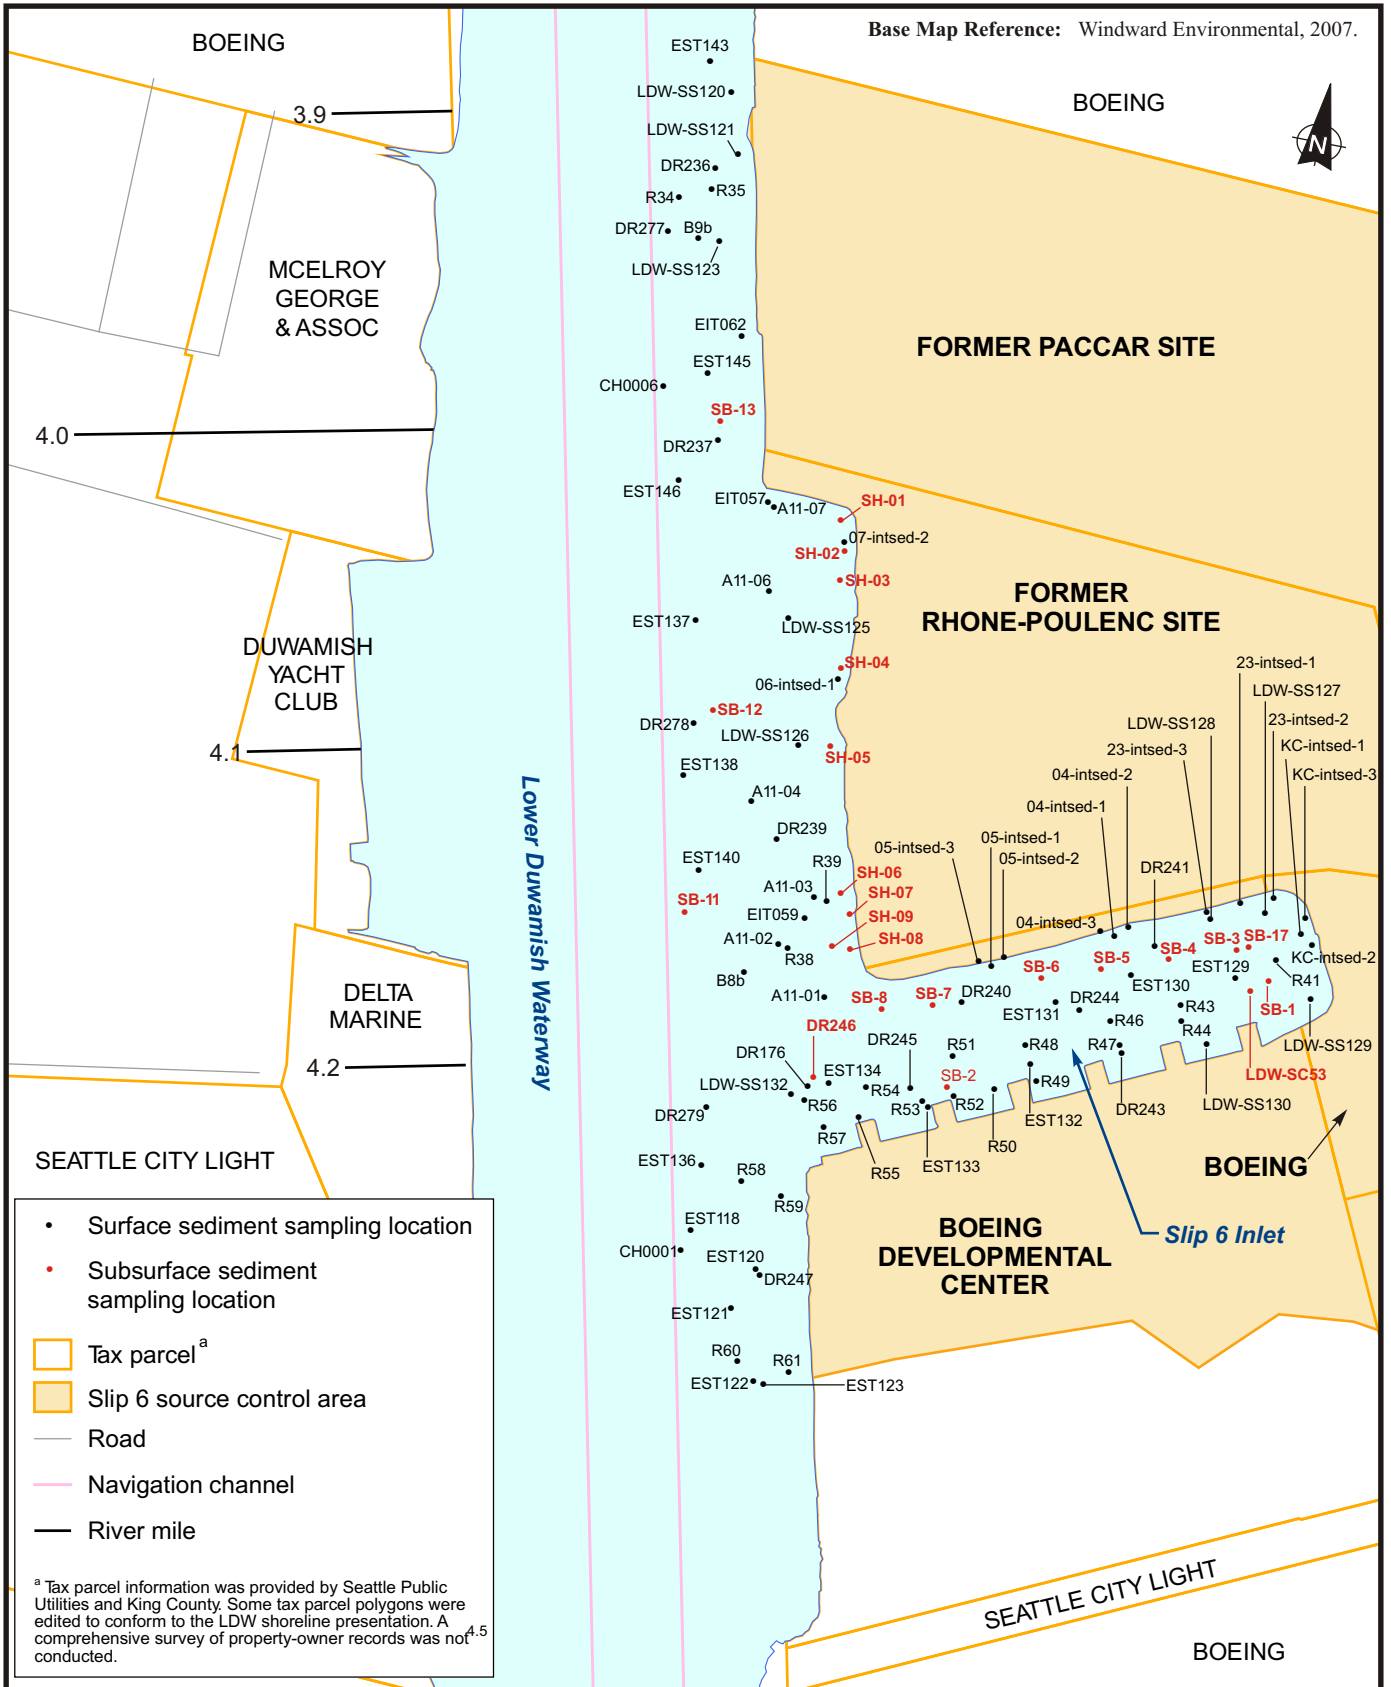 Base Map Reference: Windward Environmental, 2007.
BOEING
EST143
LDW-SS120
BOEING
3.9
LDW-SS121
N
DR236
R35
R34
DR277
B9b
LDW-SS123
MCELROY
GEORGE
& ASSOC
EIT062
FORMER PACCAR SITE
EST145
CH0006
SB-13
4.0
DR237
EST146
EIT057
A11-07
SH-01
07-intsed-2
SH-02
SH-03
A11-06
FORMER
RHONE-POULENC SITE
EST137
LDW-SS125
DUWAMISH
YACHT
CLUB
SH-04
06-intsed-1
23-intsed-1
LDW-SS127
SB-12
DR278
LDW-SS126
LDW-SS128
23-intsed-2
4.1
SH-05
23-intsed-3
KC-intsed-1
EST138
04-intsed-2
KC-intsed-3
A11-04
04-intsed-1
Lower Duwamish Waterway
DR239
05-intsed-1
05-intsed-3
05-intsed-2
EST140
R39
DR241
SH-06
A11-03
SH-07
SB-11
EIT059
SH-09
04-intsed-3
A11-02
SH-08
SB-3
SB-17
R38
SB-4
KC-intsed-2
SB-5
EST129
R41
B8b
SB-6
EST130
DELTA
MARINE
A11-01
SB-8
SB-7
DR240
DR244
R43
SB-1
EST131
DR246
R46
R44
DR245
R51
R48
R47
LDW-SS129
DR176
4.2
EST134
SB-2
LDW-SC53
LDW-SS132
R54
R49
R56
R53
R52
LDW-SS130
DR279
DR243
EST132
R57
R50
EST133
SEATTLE CITY LIGHT
EST136
R55
BOEING
R58
R59
EST118
BOEING
DEVELOPMENTAL
CENTER
Slip 6 Inlet
CH0001
EST120
DR247
EST121
R60
R61
EST122
EST123
Surface sediment sampling location
Subsurface sediment
sampling location
Tax parcel a
Slip 6 source control area
Road
Navigation channel
River mile
a Tax parcel information was provided by Seattle Public
Utilities and King County. Some tax parcel polygons were
edited to conform to the LDW shoreline presentation. A
comprehensive survey of property-owner records was not
conducted.
4.5
SEATTLE CITY LIGHT
BOEING